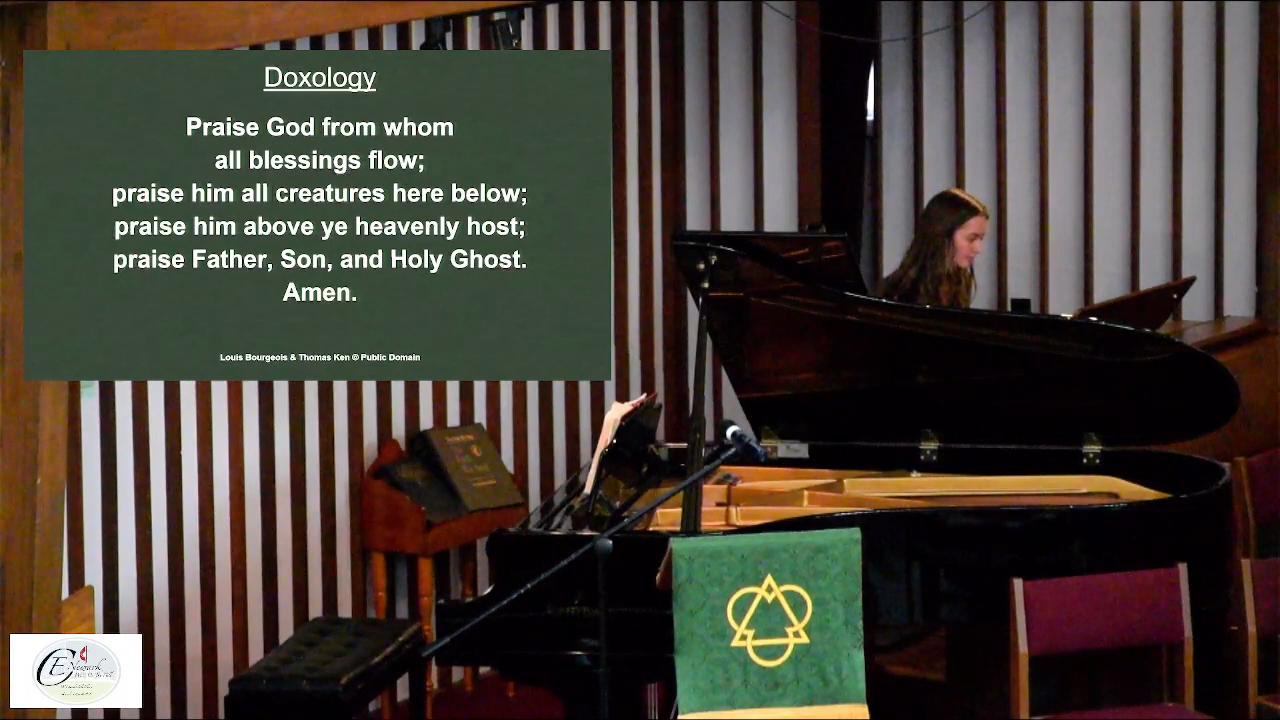 Doxology
Praise God from whom
all blessings flow;
praise him all creatures here below;
praise him above ye heavenly host;
praise Father, Son, and Holy Ghost.
Amen.
Louis Bourgeois & Thomas Ken © Public Domain
Newark